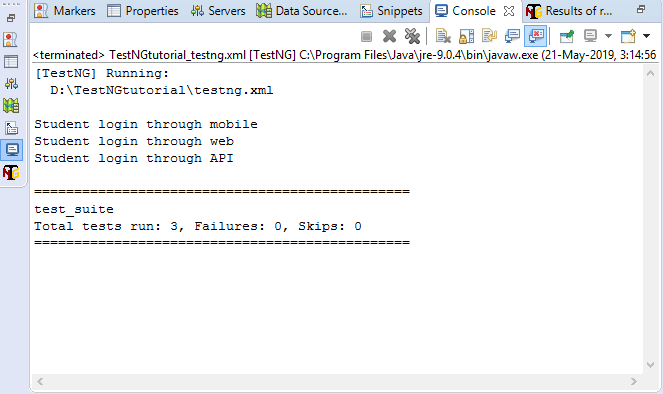 Markers Properties Servers Data Source... Snippets Console Results of r...
<terminated> TestNGtutorial_testng.xml [TestNG] C:\Program Files\Java\jre-9.0.4\bin\javaw.exe (21-May-2019, 3:14:56
[TestNG] Running:
D:\TestNGtutorial\testng.xml
Student login through mobile
Student login through web
Student login through API
===============================================
test_suite
Total tests run: 3, Failures: 0, Skips: 0
===============================================